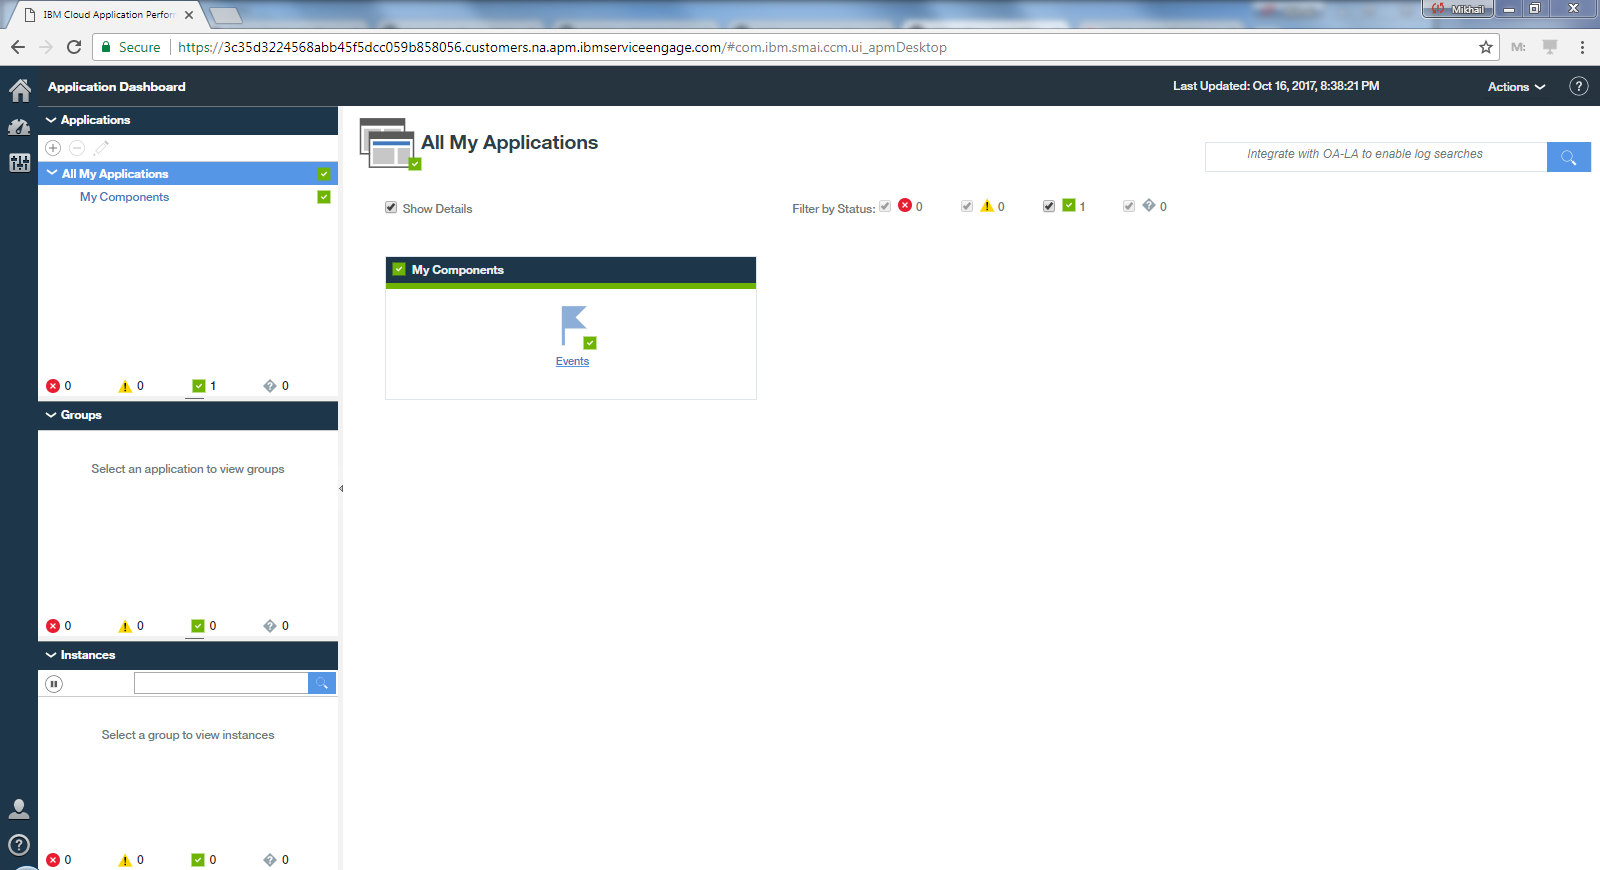 IBM Cloud Application Perfor
Mikhail
Secure
https://3c35d3224568abb45f5dcc059b858056.customers.na.apm.ibmserviceengage.com/#com.ibm.smai.ccm.ui_apmDesktop
M:
Application Dashboard
Last Updated: Oct 16, 2017, 8:38:21 PM
Actions
?
Applications
All My Applications
My Components
0 0 1 ? 0
Groups
Select an application to view groups
0 0 0 ? 0
Instances
Select a group to view instances
0 0 0 ? 0
?
All My Applications
Integrate with OA-LA to enable log searches
Show Details
Filter by Status: 0 0 1 ? 0
My Components
Events